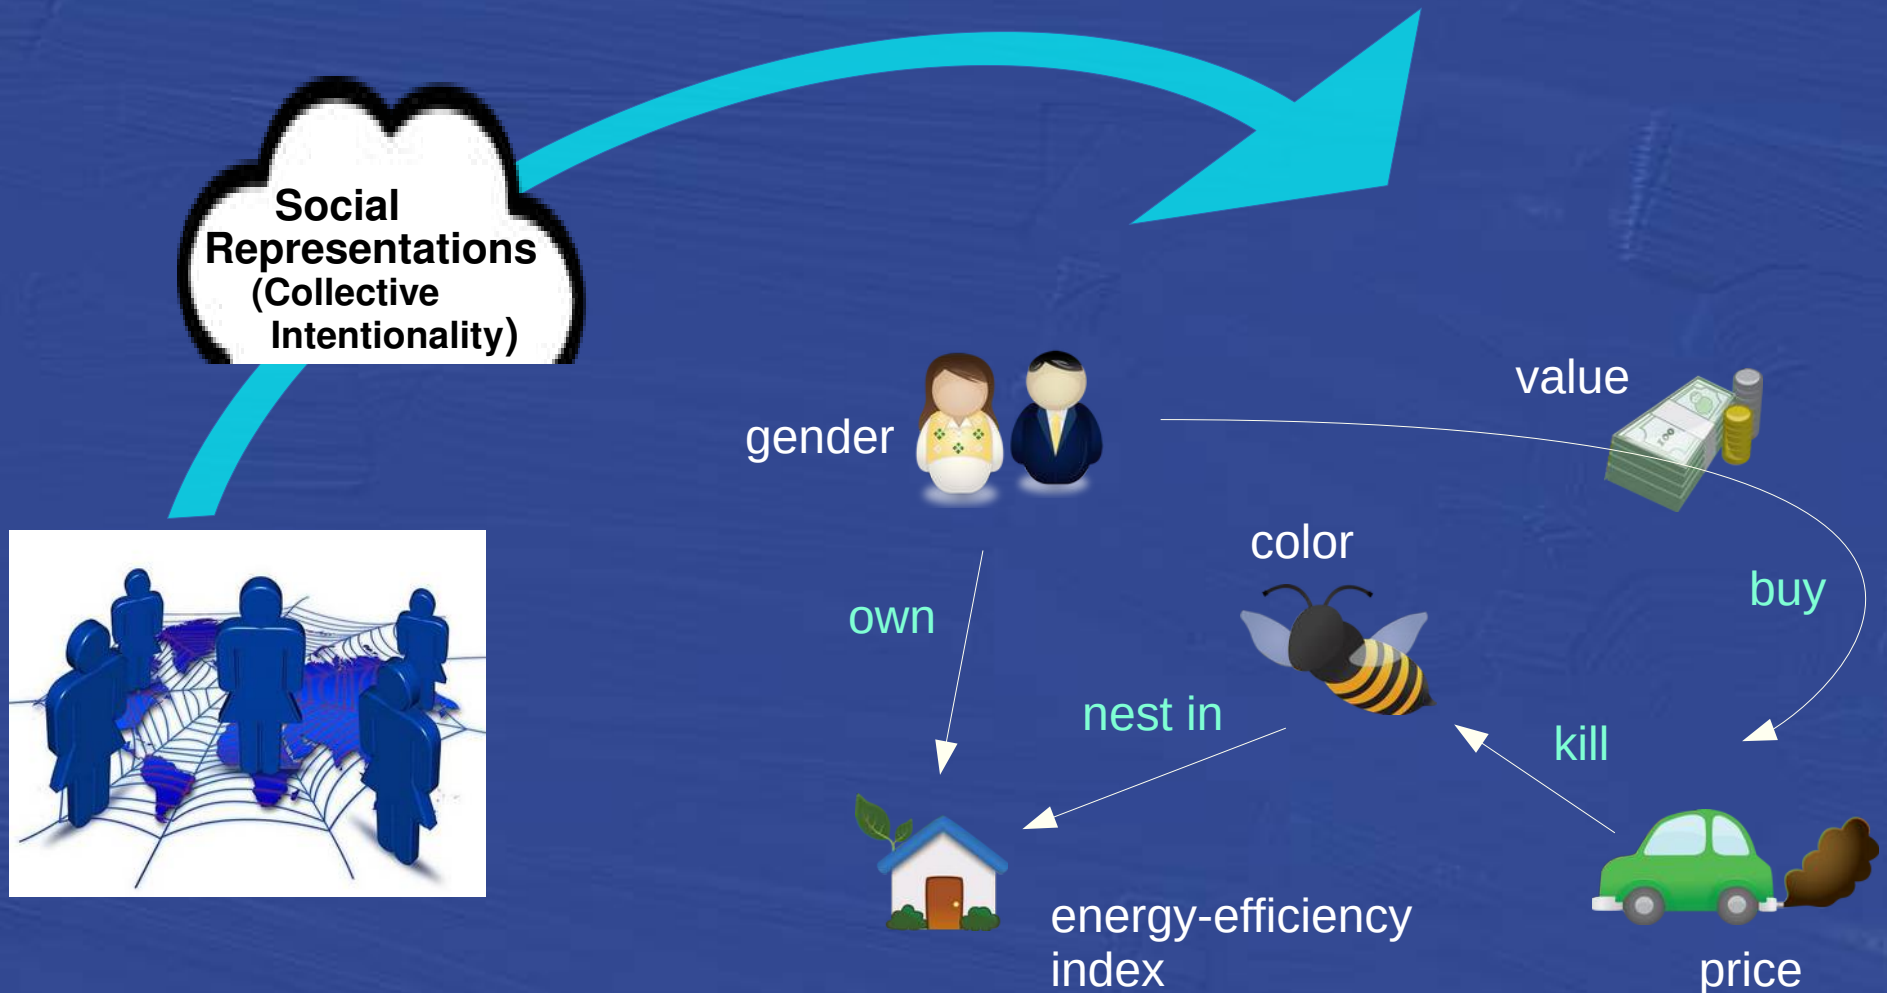 Social
Representations
(Collective
Intentionality)
value
gender
color
buy
own
nest in
kill
energy-efficiency
index
price